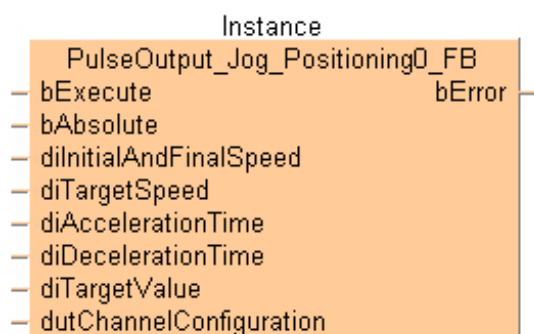 Instance
PulseOutput_Jog_Positioning0_FB
bExecute bError
bAbsolute
diInitialAndFinalSpeed
diTargetSpeed
diAccelerationTime
diDecelerationTime
diTargetValue
dutChannelConfiguration